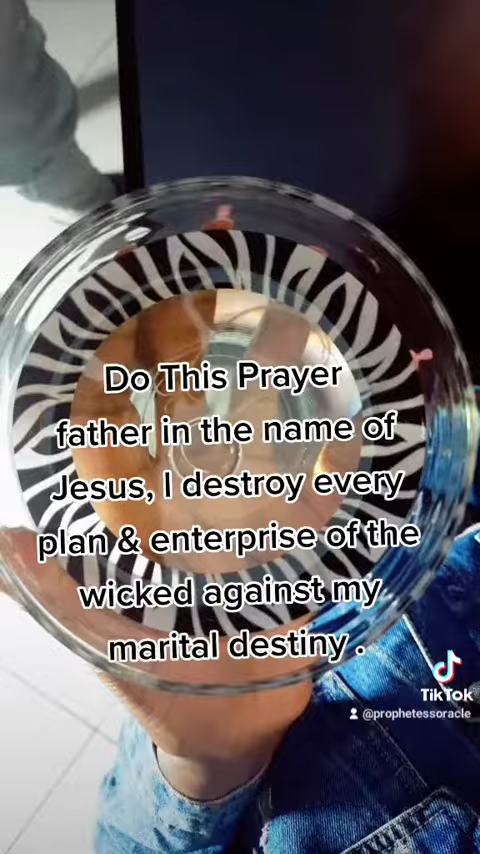 Do This Prayer
father in the name of
Jesus, I destroy every
plan & enterprise of the
wicked against my
marital destiny .
TikTok
@prophetessoracle